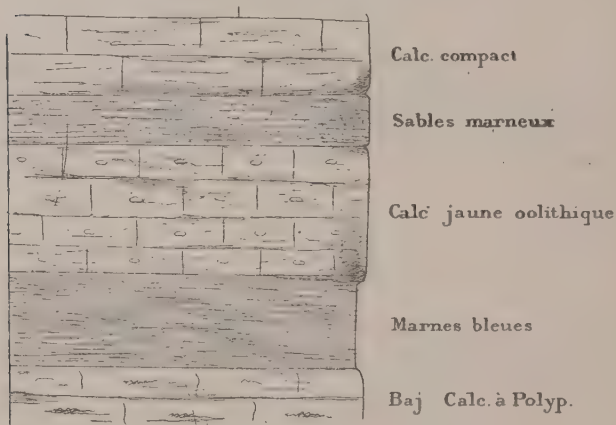 Calc. compact
Sables marneux
Calc jaune oolithique
Marnes bleues
Baj Calc. à Polyp.